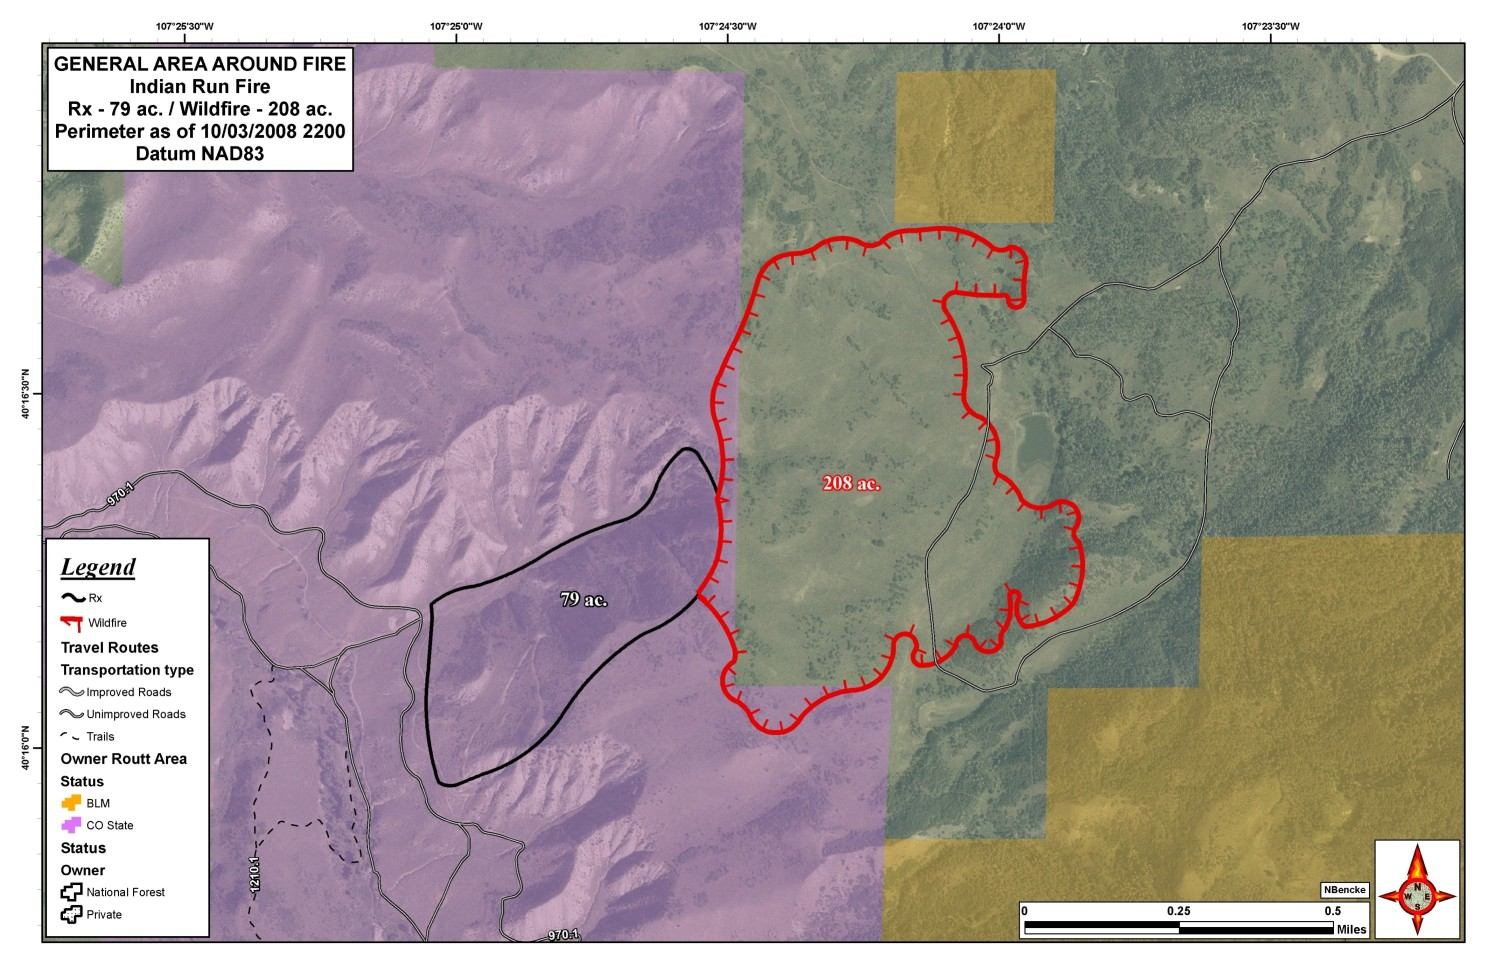 107°25'30"W
107°25'0"W
107°24'30"W
107°24'0"W
107°23'30"W
GENERAL AREA AROUND FIRE
Indian Run Fire
Rx - 79 ac. / Wildfire - 208 ac.
Perimeter as of 10/03/2008 2200
Datum NAD83
40°16'30"N
40°16'0"N
970.1
208 ac.
79 ac.
Legend
Rx
Wildfire
Travel Routes
Transportation type
Improved Roads
Unimproved Roads
Trails
Owner Routt Area
Status
BLM
CO State
Status
Owner
National Forest
Private
1210.1
970.1
NBencke
0 0.25 0.5
Miles
N
W E
S